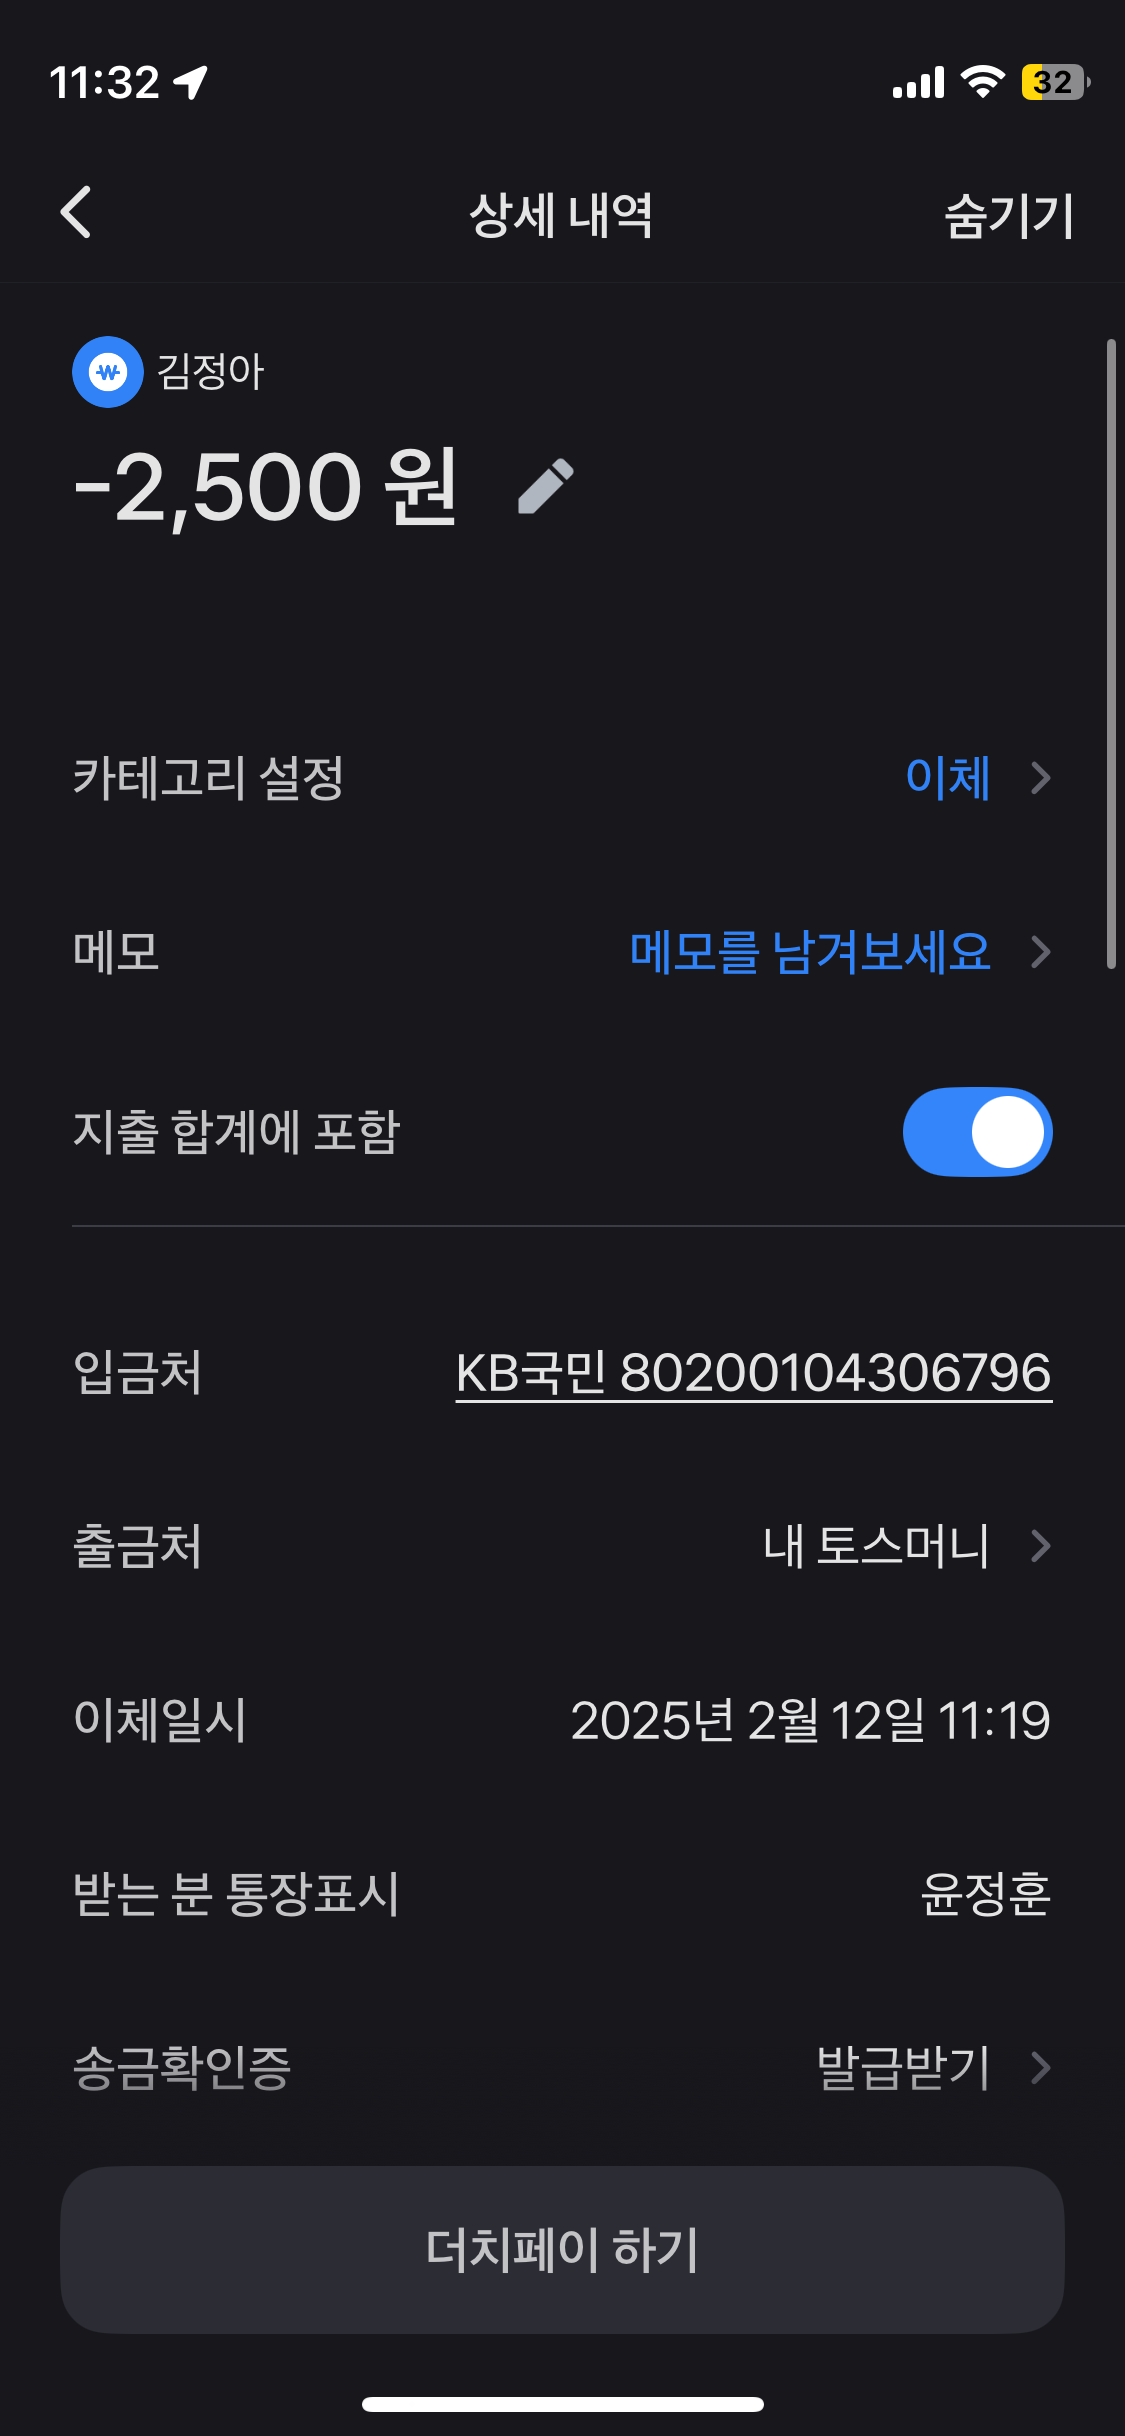 11:32
32
상세 내역
숨기기
김정아
-2,500 원
카테고리 설정 이체
메모 메모를 남겨보세요
지출 합계에 포함
입금처 KB국민 80200104306796
출금처 내 토스머니
이체일시 2025년 2월 12일 11:19
받는 분 통장표시 윤정훈
송금확인증 발급받기
더치페이 하기